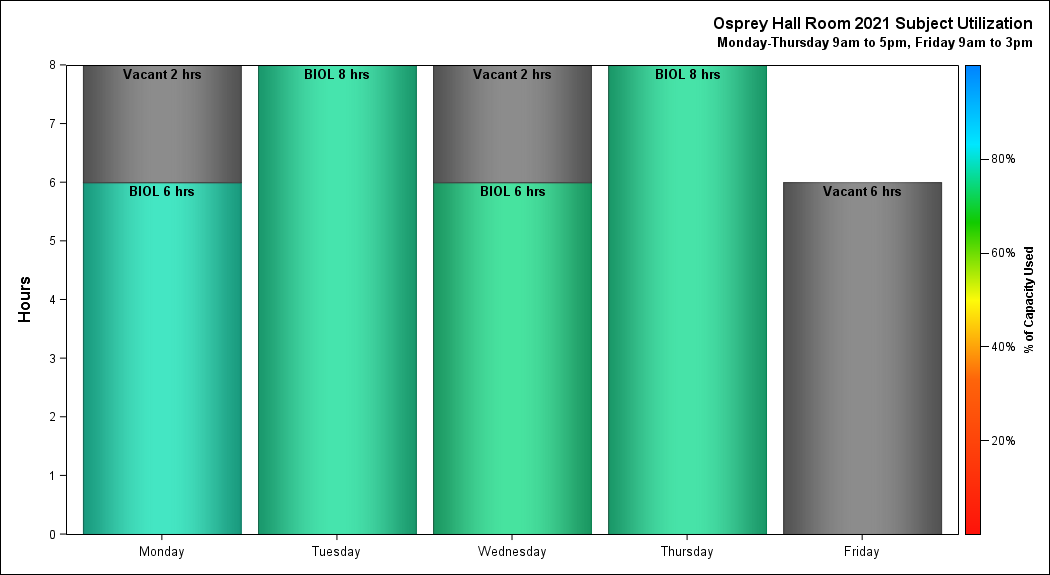 Osprey Hall Room 2021 Subject Utilization
Monday-Thursday 9am to 5pm, Friday 9am to 3pm
Hours
8
7
6
5
4
3
2
1
0
Vacant 2 hrs
BIOL 6 hrs
BIOL 8 hrs
Vacant 2 hrs
BIOL 6 hrs
BIOL 8 hrs
Vacant 6 hrs
Monday
Tuesday
Wednesday
Thursday
Friday
80%
60%
40%
20%
% of Capacity Used